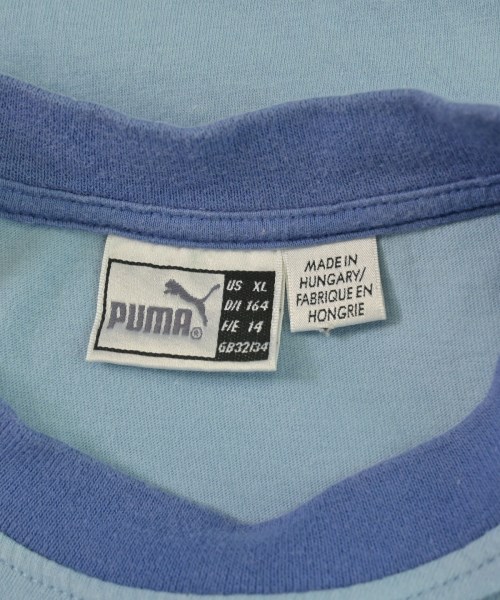 PUMA®
US XL
D/I 164
F/E 14
GB32/34
MADE IN
HUNGARY/
FABRIQUE EN
HONGRIE